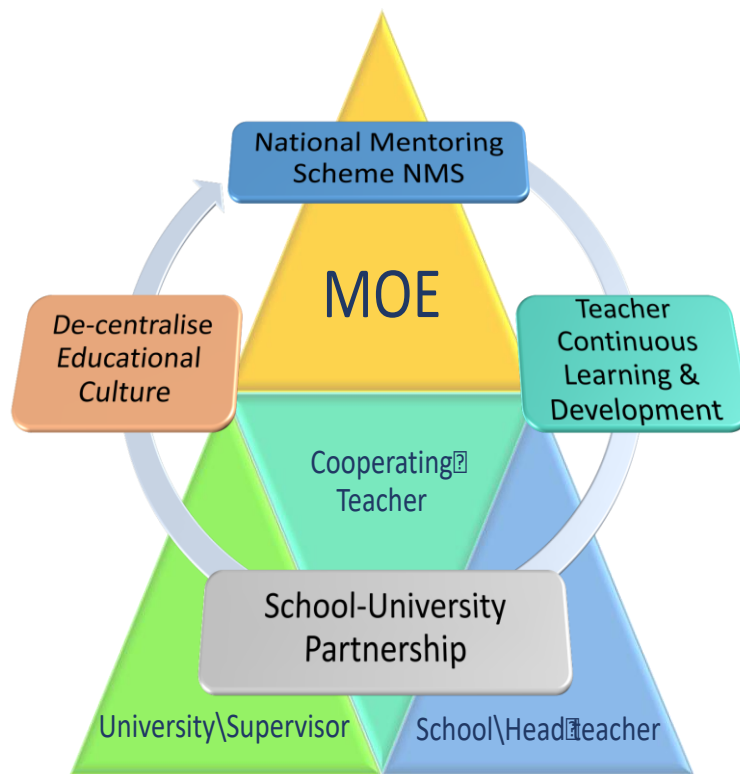 National Mentoring
Scheme NMS
MOE
De-centralise
Educational
Culture
Teacher
Continuous
Learning &
Development
Cooperating⍰
Teacher
School-University
Partnership
University\Supervisor
School\Head⍰teacher